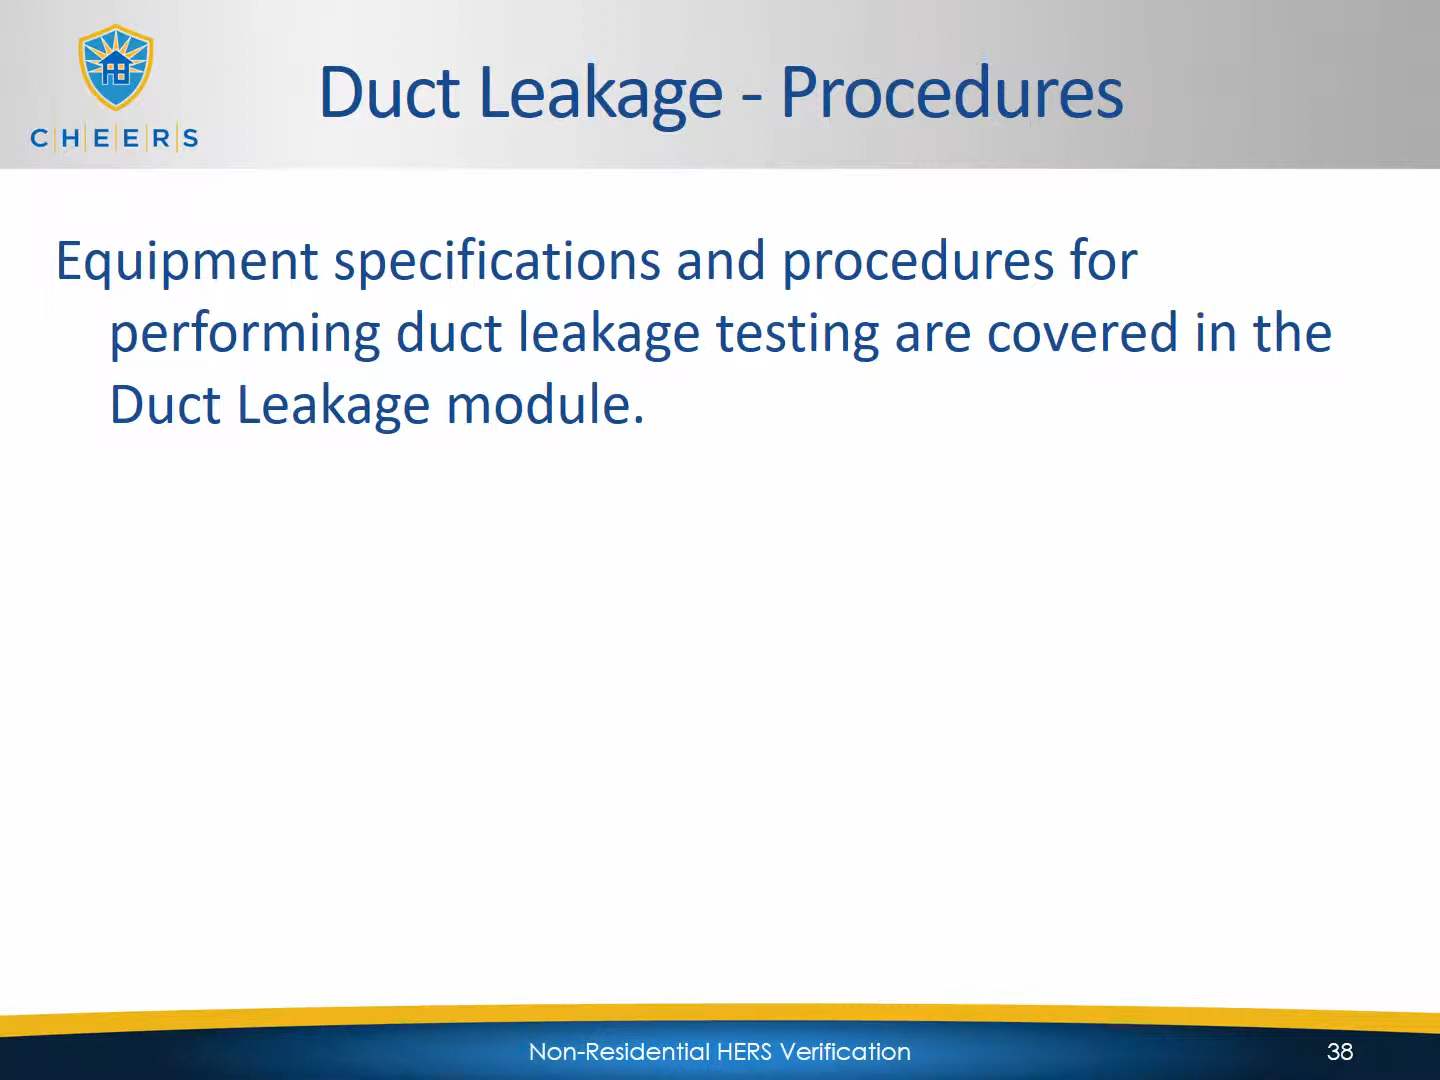 C|H|E|E|R|S
Duct Leakage - Procedures
Equipment specifications and procedures for
performing duct leakage testing are covered in the
Duct Leakage module.
Non-Residential HERS Verification
38